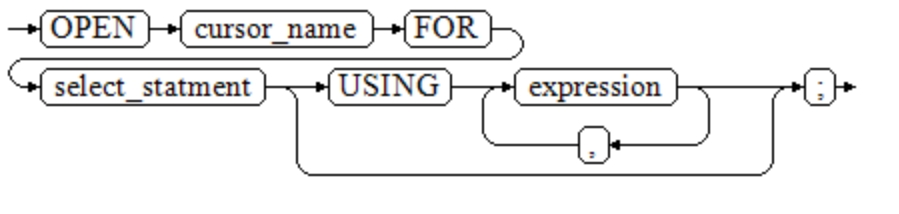 OPEN cursor_name FOR
select_statment USING expression ;
,